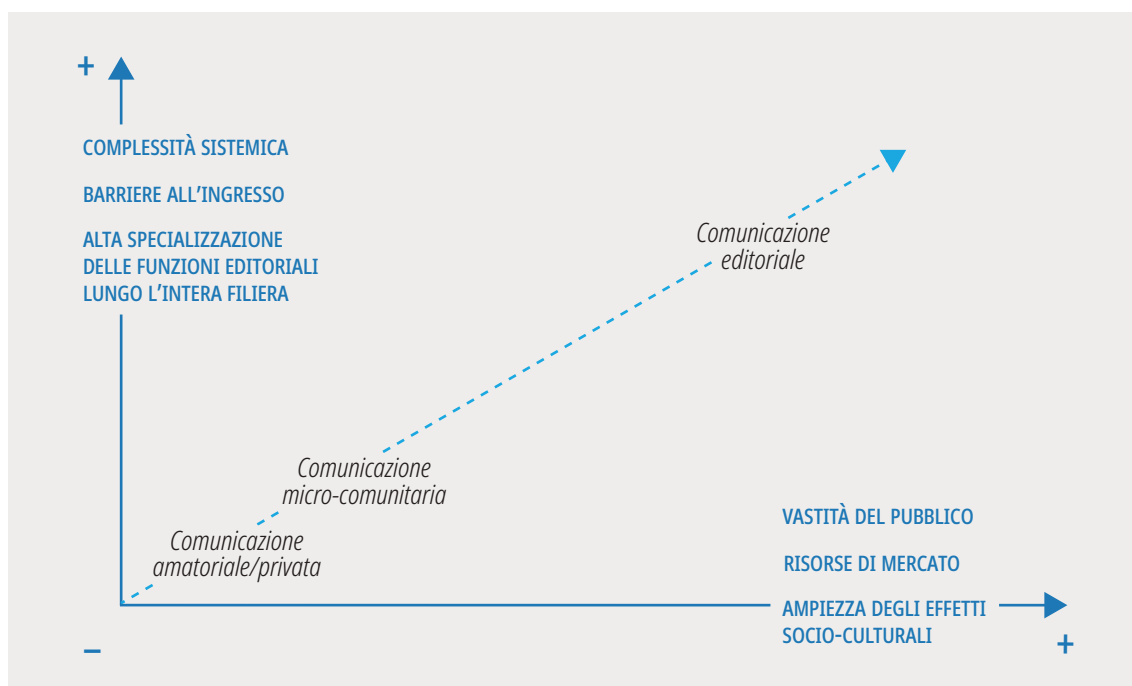 +
COMPLESSITÀ SISTEMICA
BARRIERE ALL'INGRESSO
ALTA SPECIALIZZAZIONE
DELLE FUNZIONI EDITORIALI
LUNGO L'INTERA FILIERA
Comunicazione
editoriale
Comunicazione
micro-comunitaria
Comunicazione
amatoriale/privata
VASTITÀ DEL PUBBLICO
RISORSE DI MERCATO
AMPIEZZA DEGLI EFFETTI
SOCIO-CULTURALI
–
+